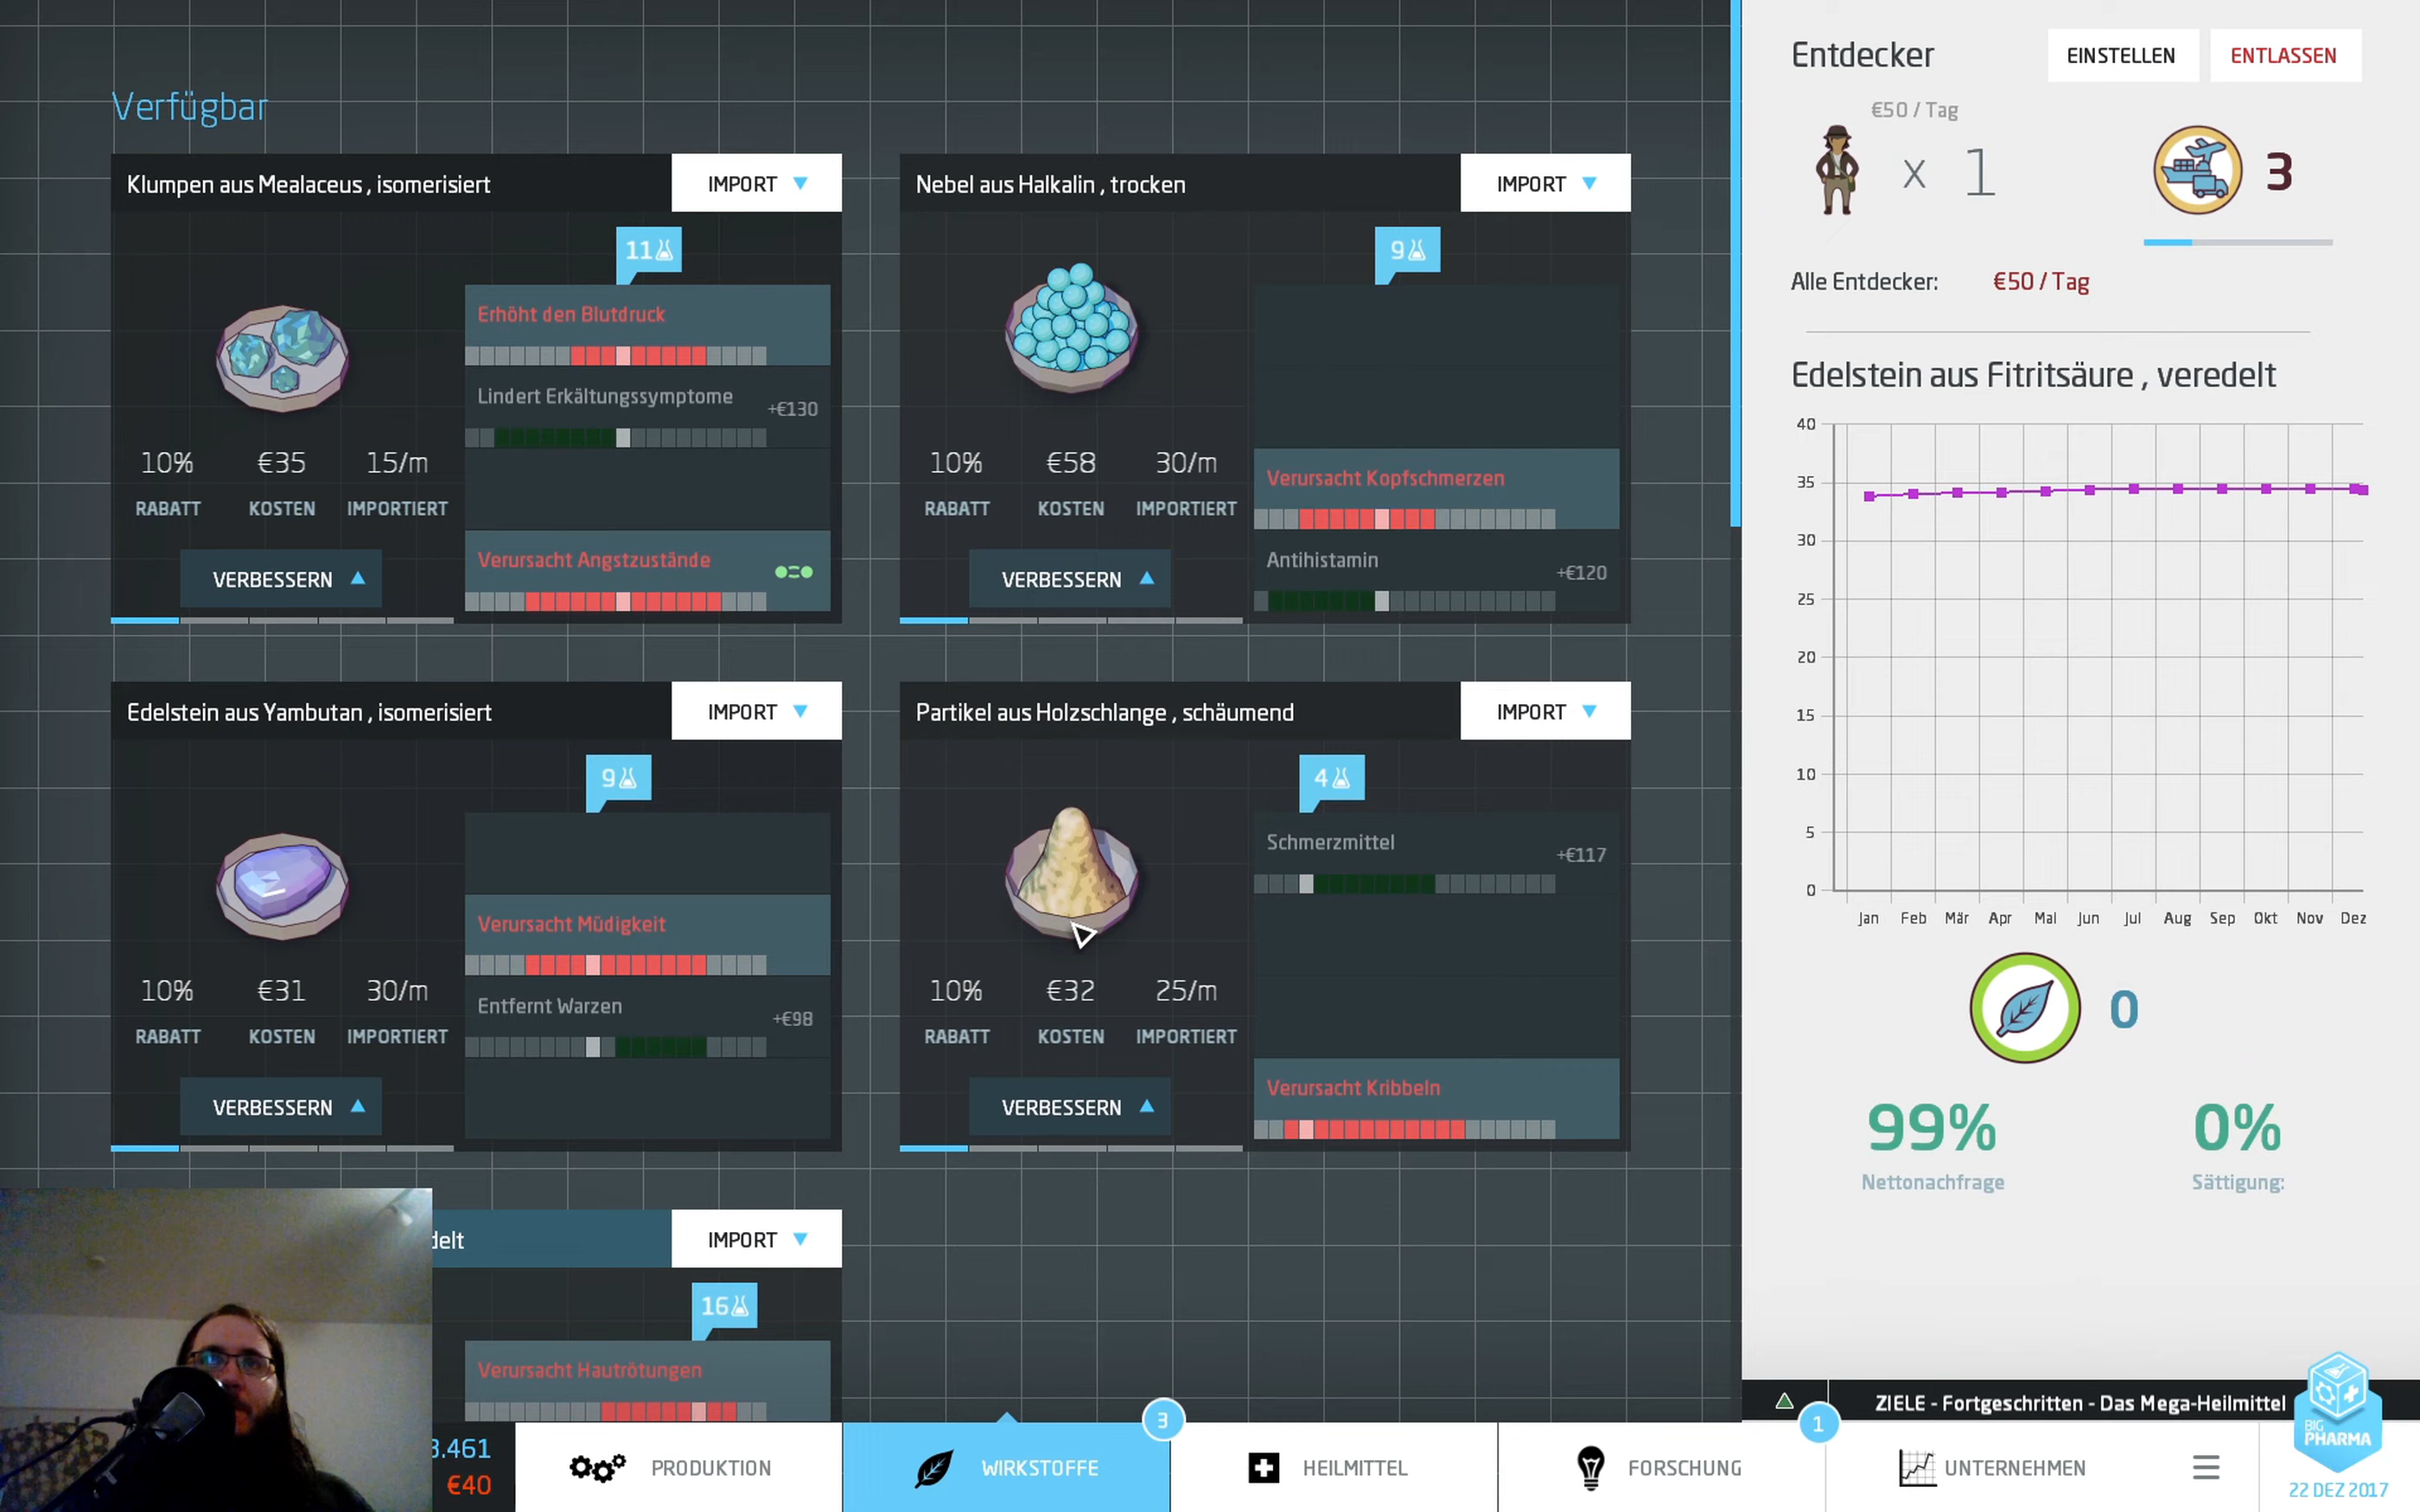 Verfügbar
Klumpen aus Mealaceus , isomerisiert
IMPORT
11
Erhöht den Blutdruck
Lindert Erkältungssymptome
+€130
10%
€35
15/m
RABATT
KOSTEN
IMPORTIERT
Verursacht Angstzustände
VERBESSERN
Nebel aus Halkalin , trocken
IMPORT
9
10%
€58
30/m
Verursacht Kopfschmerzen
RABATT
KOSTEN
IMPORTIERT
Antihistamin
+€120
VERBESSERN
Edelstein aus Yambutan , isomerisiert
IMPORT
9
Verursacht Müdigkeit
10%
€31
30/m
Entfernt Warzen
+€98
RABATT
KOSTEN
IMPORTIERT
VERBESSERN
Partikel aus Holzschlange , schäumend
IMPORT
4
Schmerzmittel
+€117
10%
€32
25/m
RABATT
KOSTEN
IMPORTIERT
Verursacht Kribbeln
VERBESSERN
delt
IMPORT
16
Verursacht Hautrötungen
Entdecker
EINSTELLEN
ENTLASSEN
€50 / Tag
X 1
3
Alle Entdecker: €50 / Tag
Edelstein aus Fitritsäure , veredelt
40
35
30
25
20
15
10
5
0
Jan Feb Mär Apr Mai Jun Jul Aug Sep Okt Nov Dez
0
99%
0%
Nettonachfrage
Sättigung:
ZIELE - Fortgeschritten - Das Mega-Heilmittel
3.461
€40
PRODUKTION
WIRKSTOFFE
3
HEILMITTEL
FORSCHUNG
1
UNTERNEHMEN
BIG
PHARMA
22 DEZ 2017